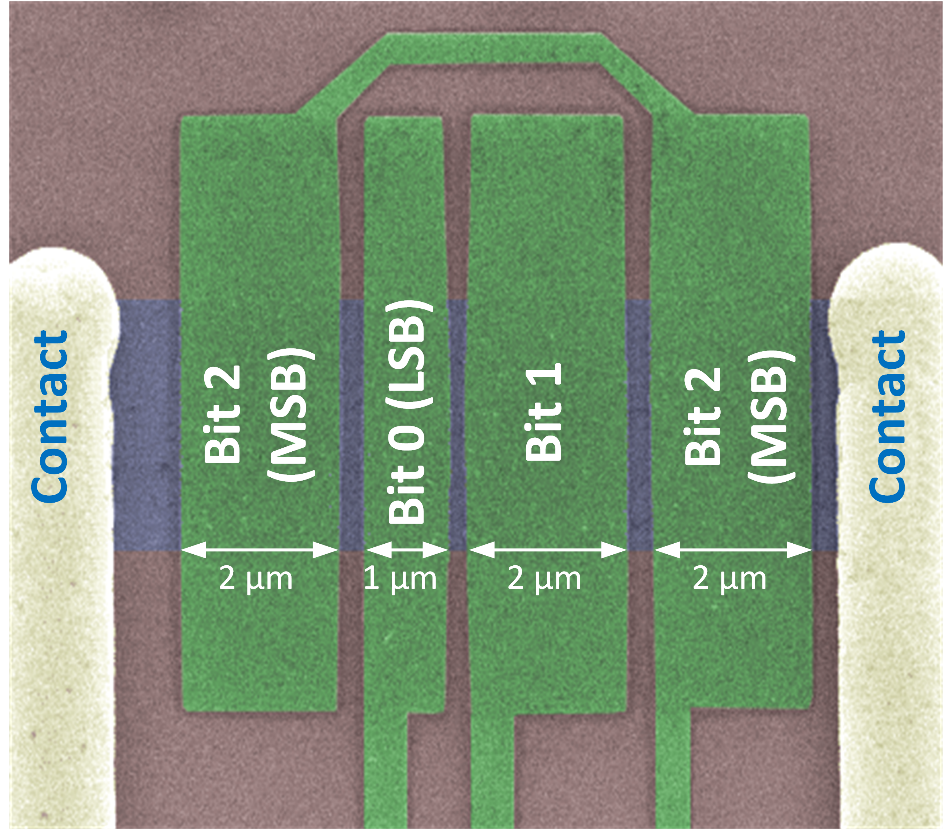 Contact
Bit 2
(MSB)
Bit 0 (LSB)
Bit 1
Bit 2
(MSB)
Contact
2 µm
1 µm
2 µm
2 µm